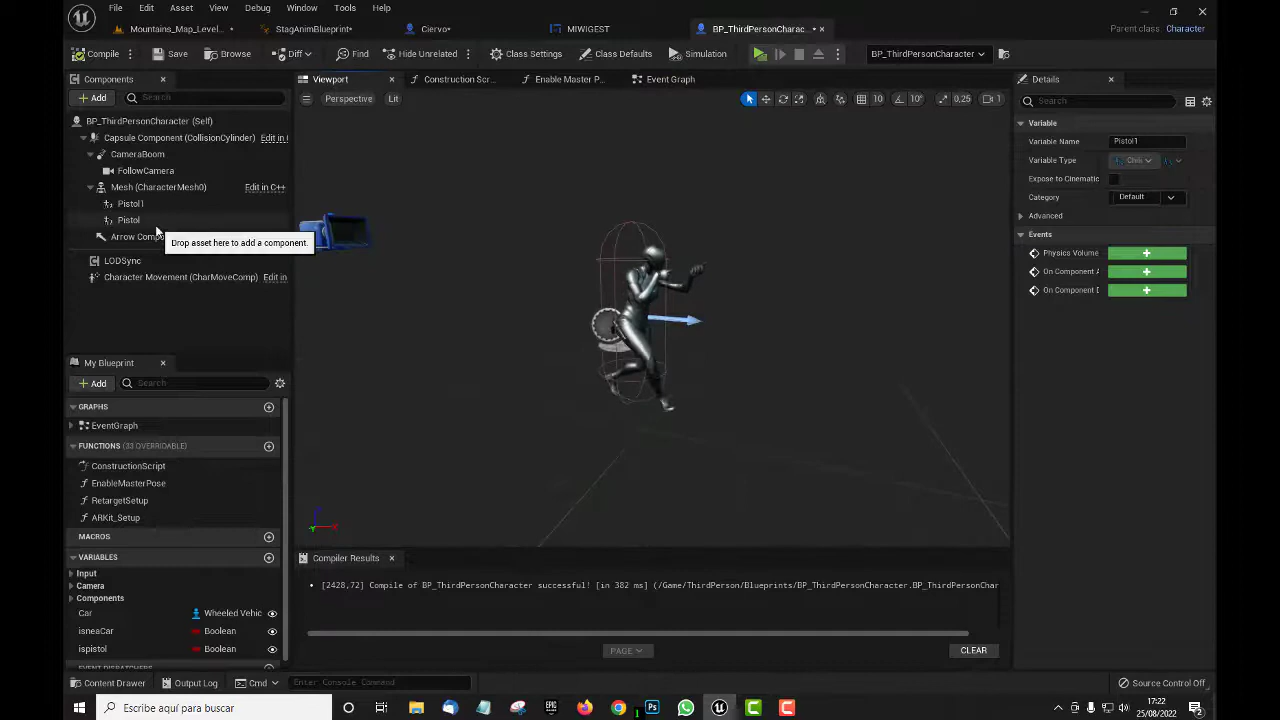 File Edit Asset View Debug Window Tools Help
Mountains_Map_Level... StagAnimBlueprint* Ciervo* MIWIGEST BP_ThirdPersonCharac... Parent class: Character
Compile Save Browse Diff Find Hide Unrelated Class Settings Class Defaults Simulation BP_ThirdPersonCharacter
Components Viewport Construction Scr... Enable Master P... Event Graph Details
Add Search Perspective Lit 10 10° 0,25 1 Search
BP_ThirdPersonCharacter (Self)
Variable
Capsule Component (CollisionCylinder) Edit in
Variable Name Pistol1
CameraBoom
Variable Type
FollowCamera
Expose to Cinematic
Mesh (CharacterMesh0) Edit in C++
Category Default
Pistol1
Pistol
Advanced
Arrow Comp
Drop asset here to add a component.
Events
Physics Volume
LODSync
On Component
Character Movement (CharMoveComp) Edit in
On Component
My Blueprint
Add Search
GRAPHS
EventGraph
FUNCTIONS (33 OVERRIDABLE)
ConstructionScript
EnableMasterPose
RetargetSetup
ARKit_Setup
MACROS
VARIABLES
Input
Camera
Components
Car Wheeled Vehic
isneaCar Boolean
ispistol Boolean
EVENT DISPATCHERS
Compiler Results
[2428,72] Compile of BP_ThirdPersonCharacter successful! [in 382 ms] (/Game/ThirdPerson/Blueprints/BP_ThirdPersonCharacter.BP_ThirdPersonChar
PAGE CLEAR
Content Drawer Output Log Cmd Enter Console Command Source Control Off
Escribe aquí para buscar
17:22
25/08/2022